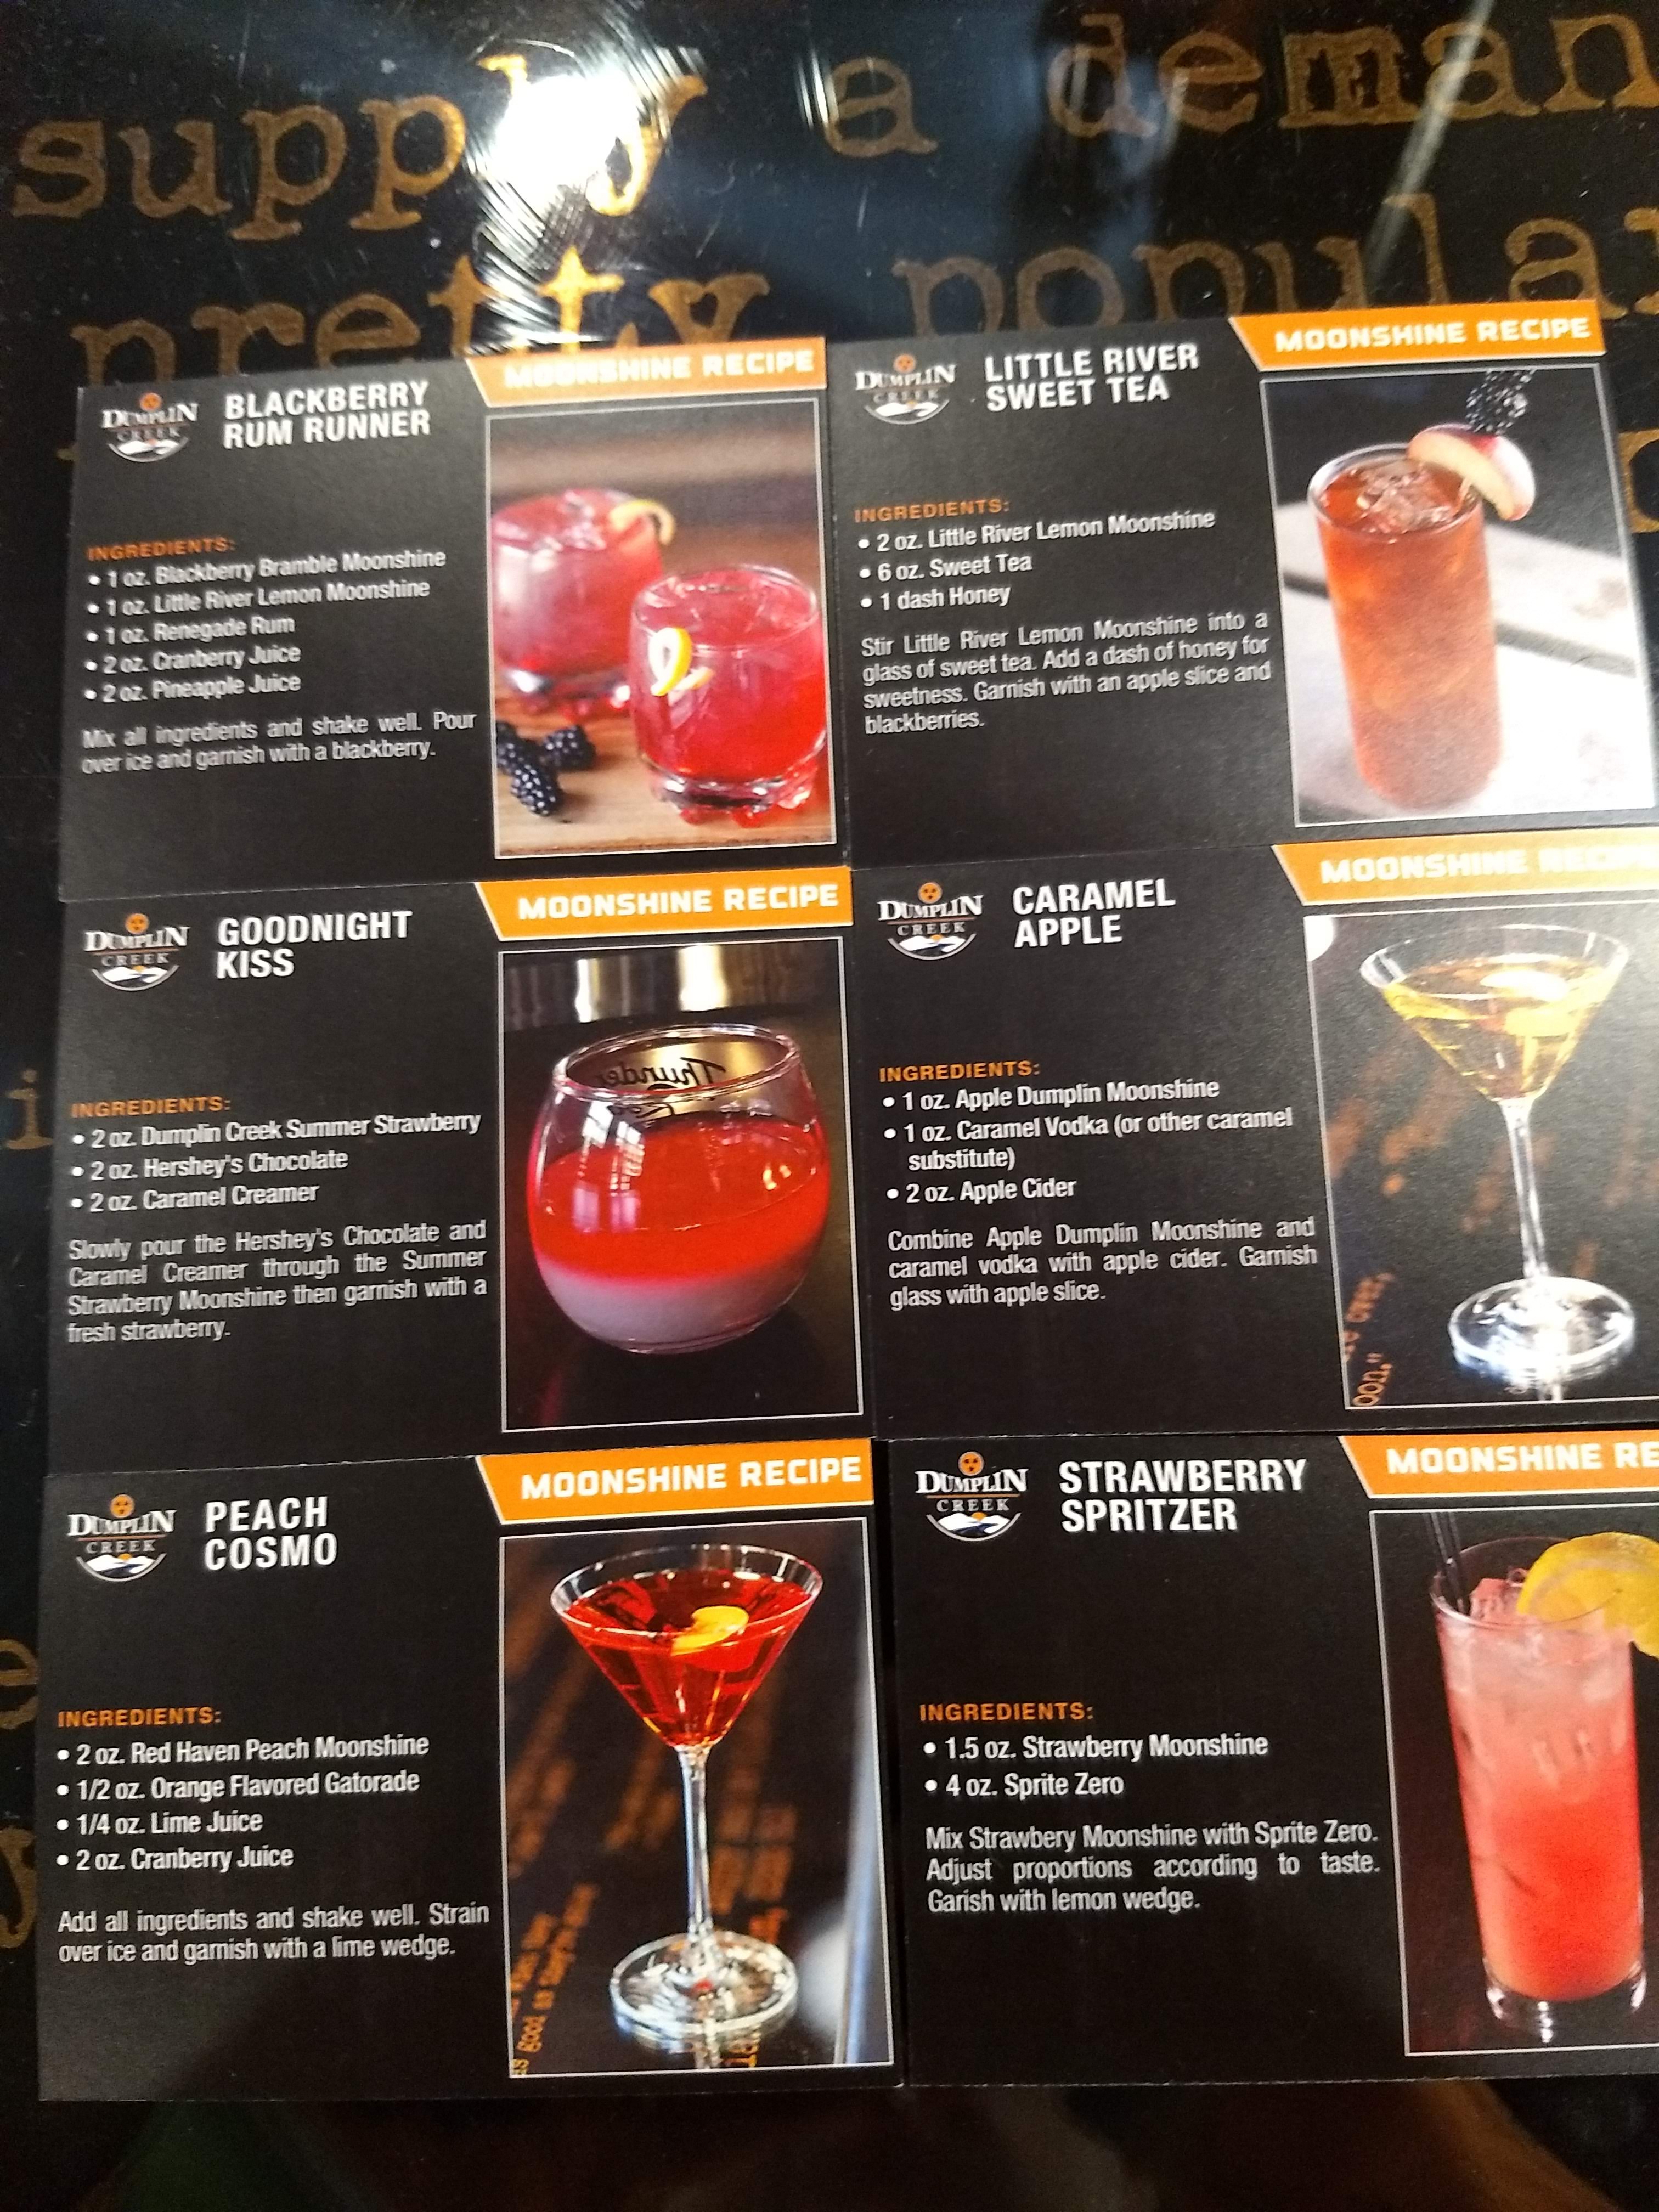 supply a deman
pretty popular
MOONSHINE RECIPE
DUMPLIN
CREEK
BLACKBERRY
RUM RUNNER
INGREDIENTS:
• 1 oz. Blackberry Bramble Moonshine
• 1 oz. Little River Lemon Moonshine
• 1 oz. Renegade Rum
• 2 oz. Cranberry Juice
• 2 oz. Pineapple Juice
Mix all ingredients and shake well. Pour
over ice and garnish with a blackberry.
MOONSHINE RECIPE
DUMPLIN
CREEK
LITTLE RIVER
SWEET TEA
INGREDIENTS:
• 2 oz. Little River Lemon Moonshine
• 6 oz. Sweet Tea
• 1 dash Honey
Stir Little River Lemon Moonshine into a
glass of sweet tea. Add a dash of honey for
sweetness. Garnish with an apple slice and
blackberries.
MOONSHINE RECIPE
DUMPLIN
CREEK
GOODNIGHT
KISS
INGREDIENTS:
• 2 oz. Dumplin Creek Summer Strawberry
• 2 oz. Hershey's Chocolate
• 2 oz. Caramel Creamer
Slowly pour the Hershey's Chocolate and
Caramel Creamer through the Summer
Strawberry Moonshine then garnish with a
fresh strawberry.
Thunder
MOONSHINE RECIPE
DUMPLIN
CREEK
CARAMEL
APPLE
INGREDIENTS:
• 1 oz. Apple Dumplin Moonshine
• 1 oz. Caramel Vodka (or other caramel
substitute)
• 2 oz. Apple Cider
Combine Apple Dumplin Moonshine and
caramel vodka with apple cider. Garnish
glass with apple slice.
MOONSHINE RECIPE
DUMPLIN
CREEK
PEACH
COSMO
INGREDIENTS:
• 2 oz. Red Haven Peach Moonshine
• 1/2 oz. Orange Flavored Gatorade
• 1/4 oz. Lime Juice
• 2 oz. Cranberry Juice
Add all ingredients and shake well. Strain
over ice and garnish with a lime wedge.
MOONSHINE RE
DUMPLIN
CREEK
STRAWBERRY
SPRITZER
INGREDIENTS:
• 1.5 oz. Strawberry Moonshine
• 4 oz. Sprite Zero
Mix Strawbery Moonshine with Sprite Zero.
Adjust proportions according to taste.
Garish with lemon wedge.